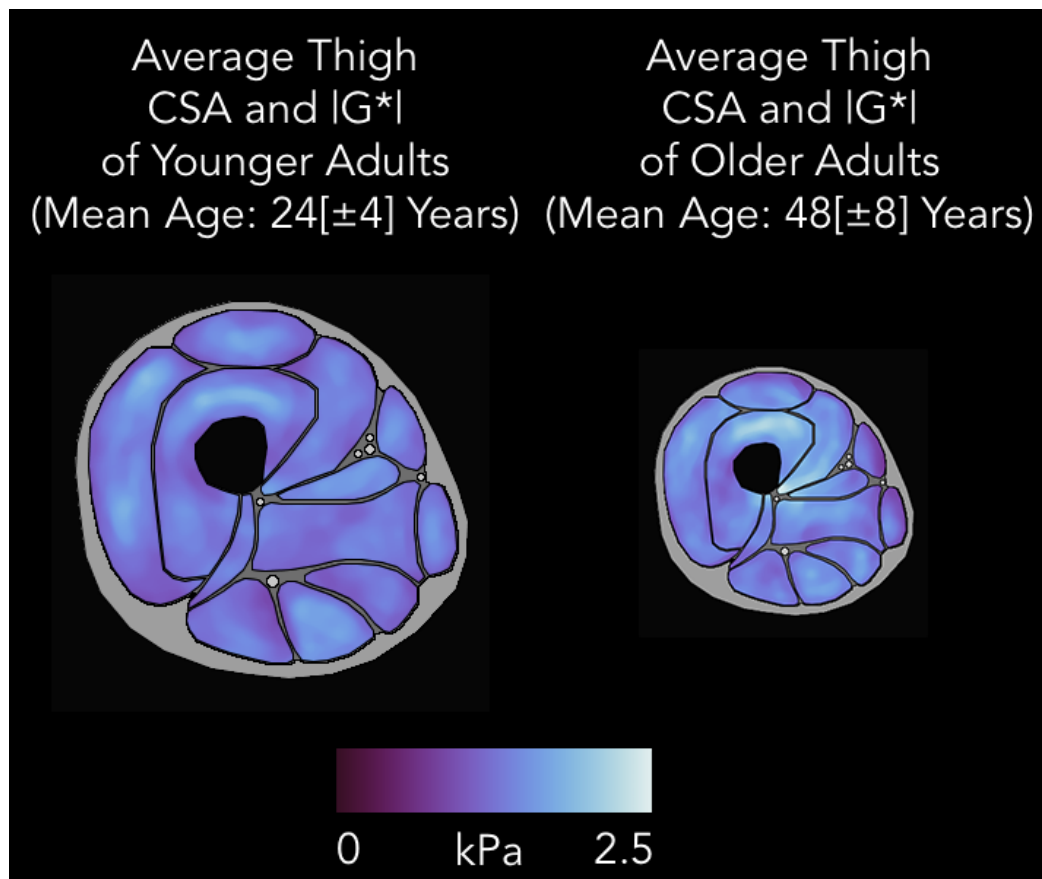 Average Thigh
CSA and |G*|
of Younger Adults
(Mean Age: 24[±4] Years)
Average Thigh
CSA and |G*|
of Older Adults
(Mean Age: 48[±8] Years)
0 kPa 2.5